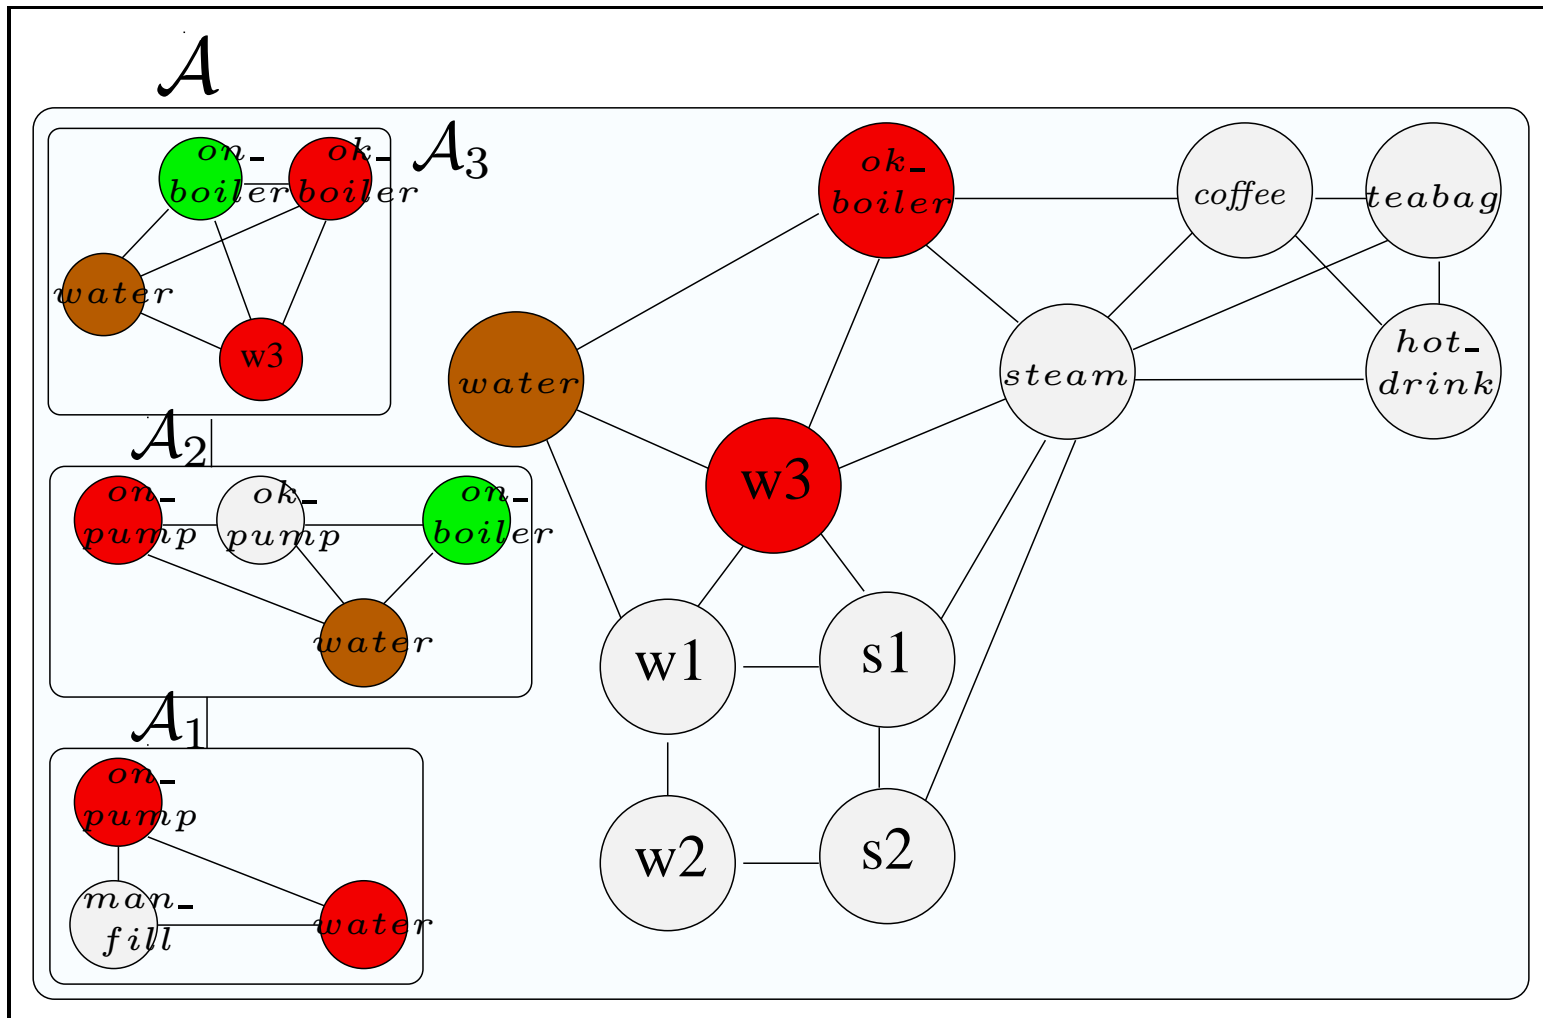 𝒜
on_
boiler
ok_
boiler
water
w3
𝒜3
𝒜2
on_
pump
ok_
pump
on_
boiler
water
𝒜1
on_
pump
man_
fill
water
ok_
boiler
coffee
teabag
water
steam
hot_
drink
w3
w1
s1
w2
s2